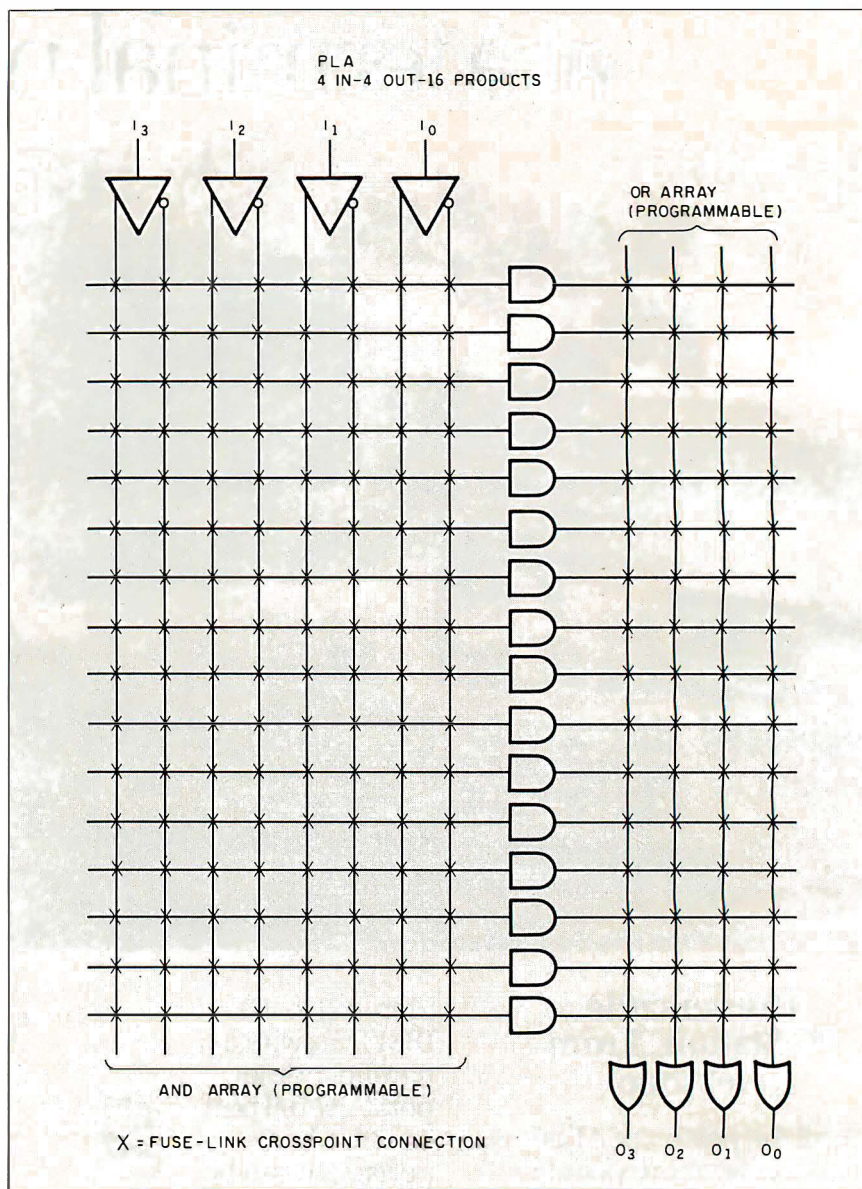 PLA
4 IN-4 OUT-16 PRODUCTS
I3 I2 I1 I0
OR ARRAY
(PROGRAMMABLE)
AND ARRAY (PROGRAMMABLE)
X = FUSE-LINK CROSSPOINT CONNECTION
O3 O2 O1 O0